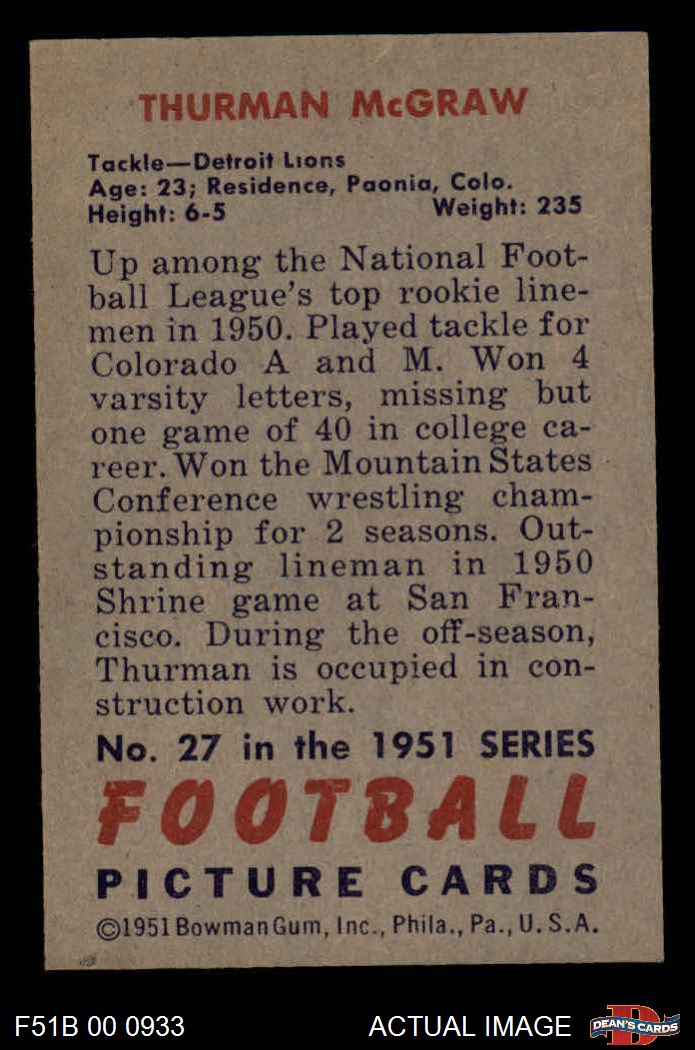 THURMAN McGRAW
Tackle—Detroit Lions
Age: 23; Residence, Paonia, Colo.
Height: 6-5 Weight: 235
Up among the National Foot-
ball League's top rookie line-
men in 1950. Played tackle for
Colorado A and M. Won 4
varsity letters, missing but
one game of 40 in college ca-
reer. Won the Mountain States
Conference wrestling cham-
pionship for 2 seasons. Out-
standing lineman in 1950
Shrine game at San Fran-
cisco. During the off-season,
Thurman is occupied in con-
struction work.
No. 27 in the 1951 SERIES
FOOTBALL
PICTURE CARDS
©1951 Bowman Gum, Inc., Phila., Pa., U. S. A.
F51B 00 0933 ACTUAL IMAGE D DEAN'S CARDS